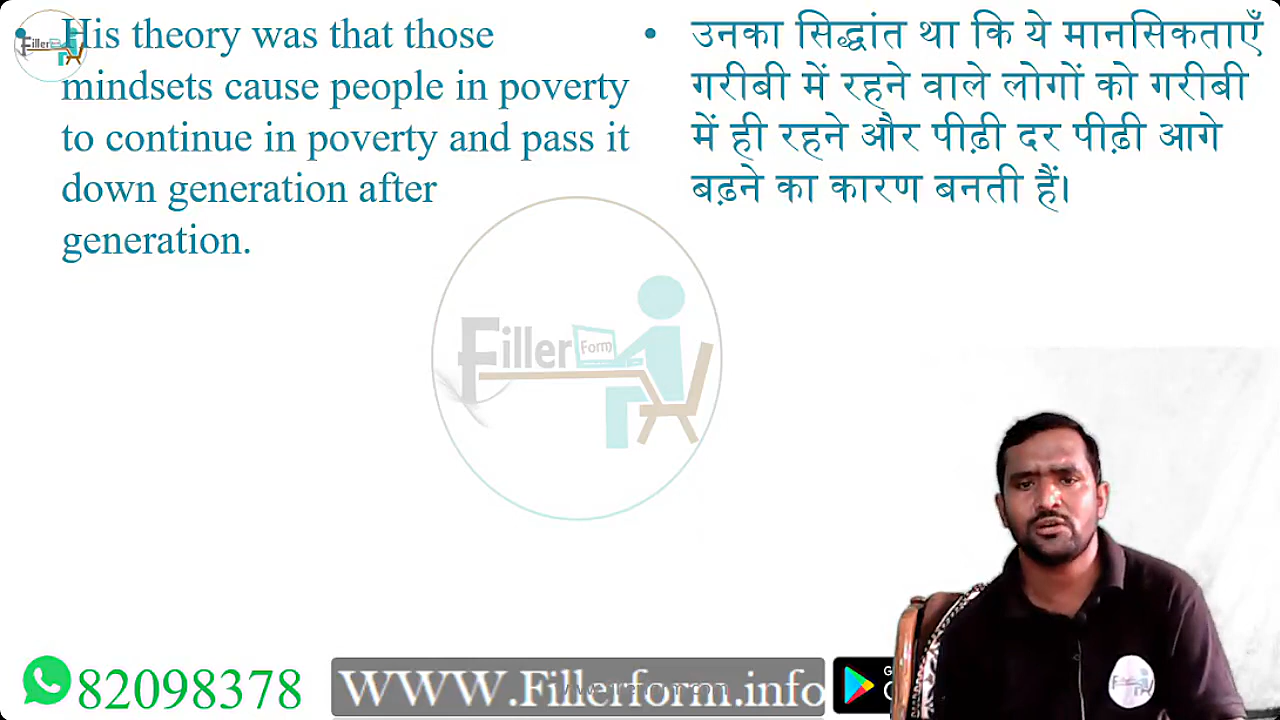 His theory was that those
mindsets cause people in poverty
to continue in poverty and pass it
down generation after
generation.
• उनका सिद्धांत था कि ये मानसिकताएँ
गरीबी में रहने वाले लोगों को गरीबी
में ही रहने और पीढ़ी दर पीढ़ी आगे
बढ़ने का कारण बनती हैं।
Filler Form
82098378
WWW.Fillerform.info